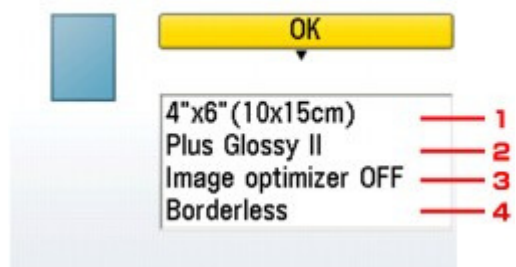 OK
4"x6"(10x15cm) 1
Plus Glossy II 2
Image optimizer OFF 3
Borderless 4